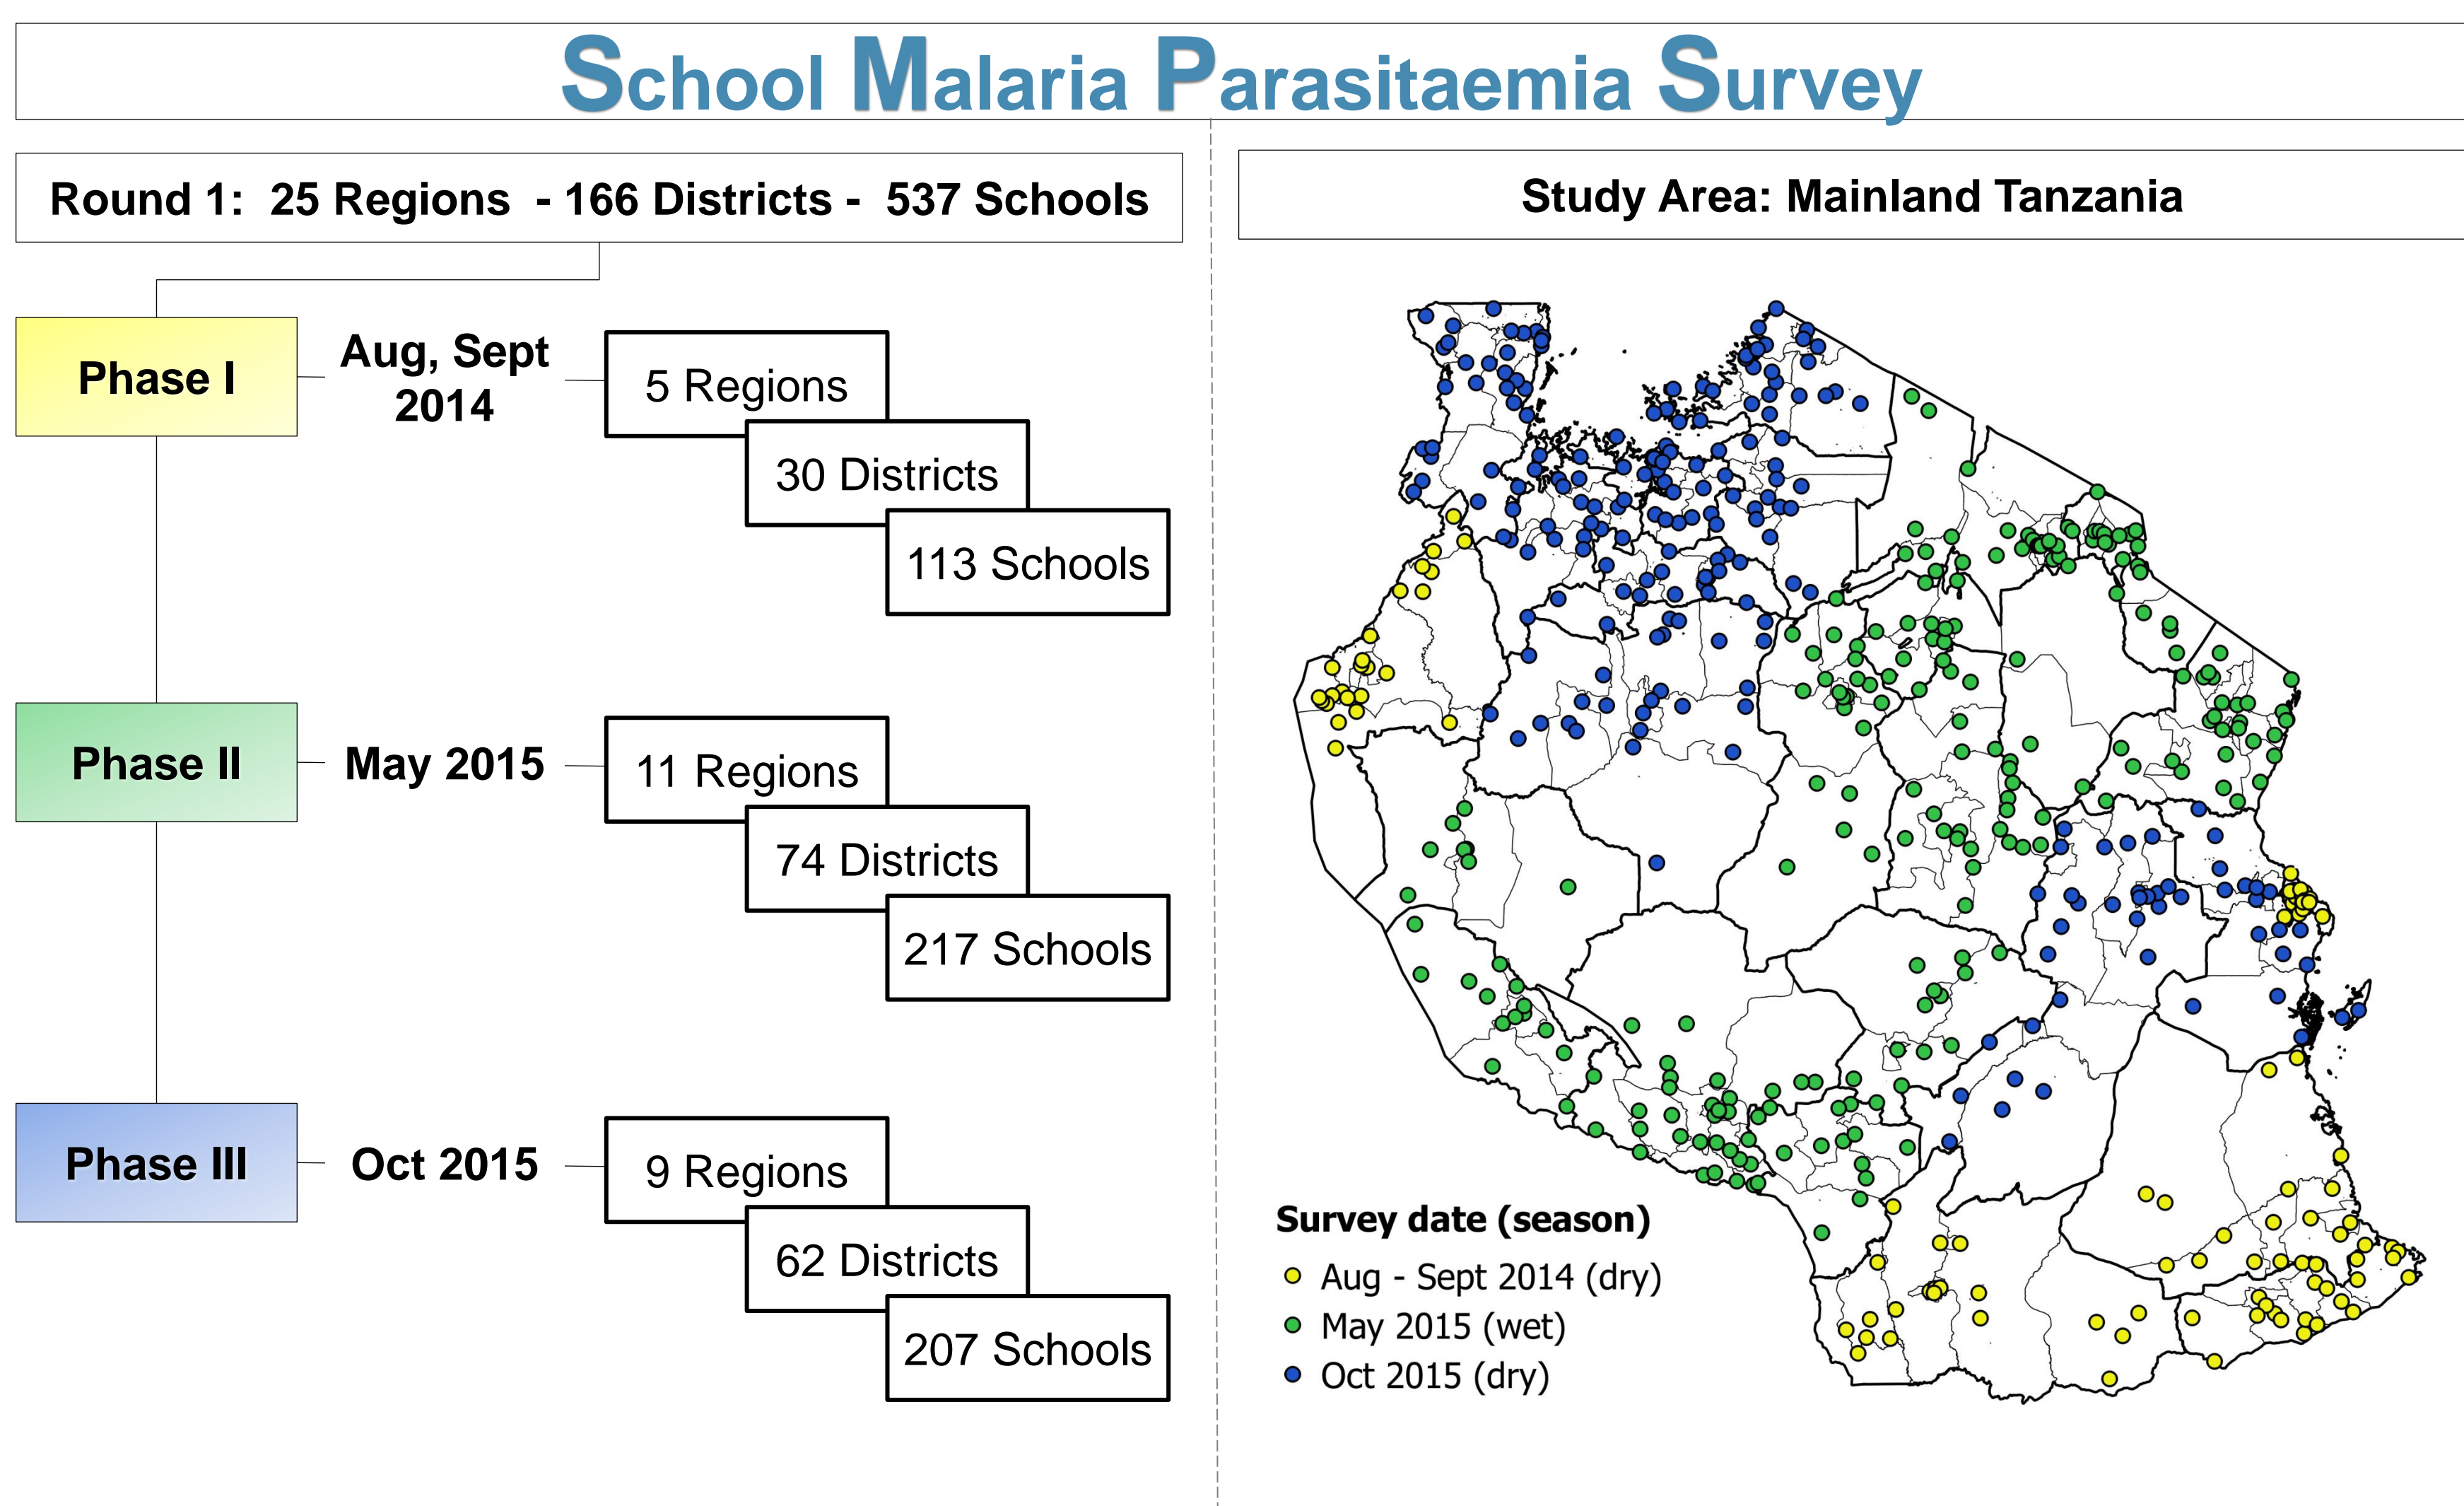 School Malaria Parasitaemia Survey
Round 1: 25 Regions - 166 Districts - 537 Schools
Phase I
Aug, Sept
2014
5 Regions
30 Districts
113 Schools
Phase II
May 2015
11 Regions
74 Districts
217 Schools
Phase III
Oct 2015
9 Regions
62 Districts
207 Schools
Study Area: Mainland Tanzania
Survey date (season)
Aug - Sept 2014 (dry)
May 2015 (wet)
Oct 2015 (dry)